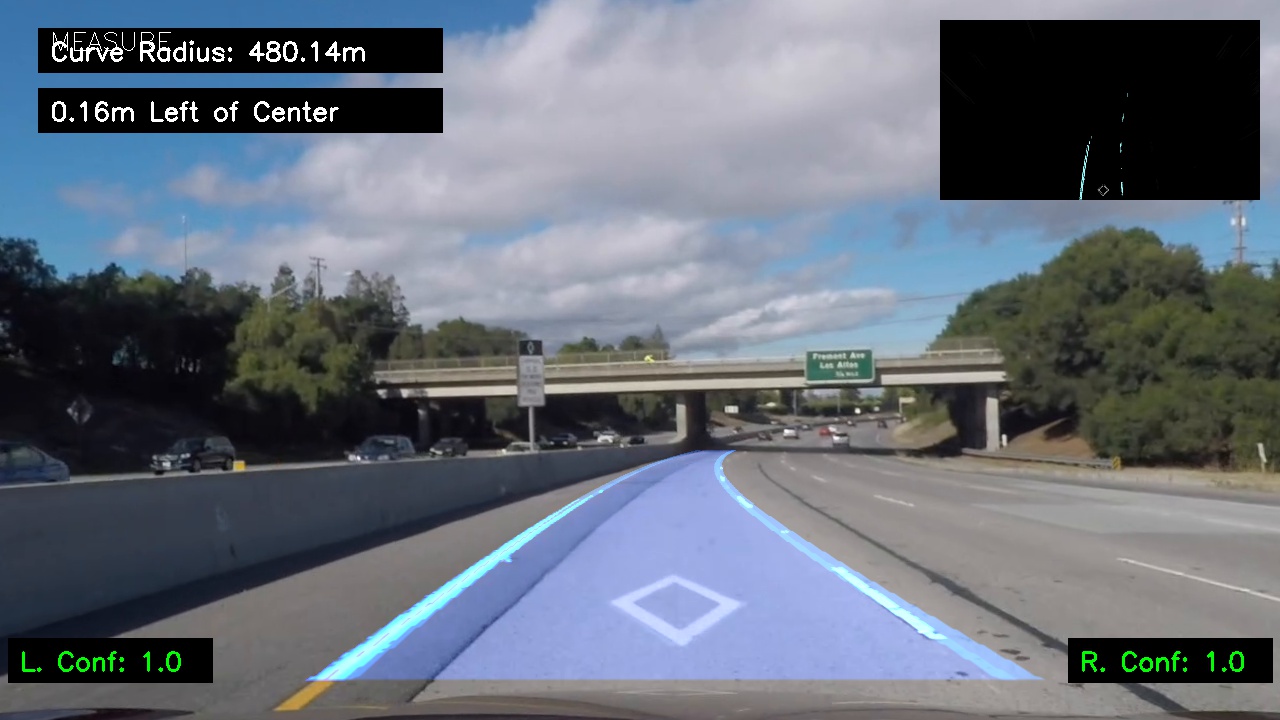 MEASURE
Curve Radius: 480.14m
0.16m Left of Center
Fremont Ave
Los Altos
L. Conf: 1.0
R. Conf: 1.0